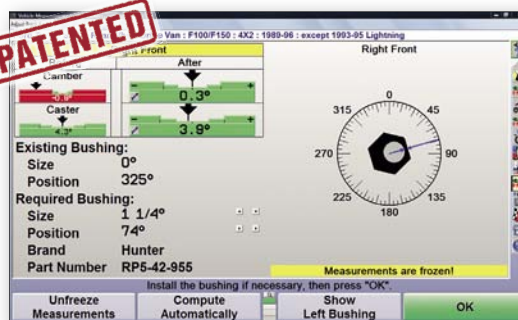 PATENTED
Vehicle Measurements
Van : F100/F150 : 4X2 : 1989-96 : except 1993-95 Lightning
Front
After
Right Front
Camber
0.3°
Caster
4.3°
3.9°
0
45
90
135
180
225
270
315
Existing Bushing:
Size 0°
Position 325°
Required Bushing:
Size 1 1/4°
Position 74°
Brand Hunter
Part Number RP5-42-955
Measurements are frozen!
Install the bushing if necessary, then press "OK".
Unfreeze
Measurements
Compute
Automatically
Show
Left Bushing
OK